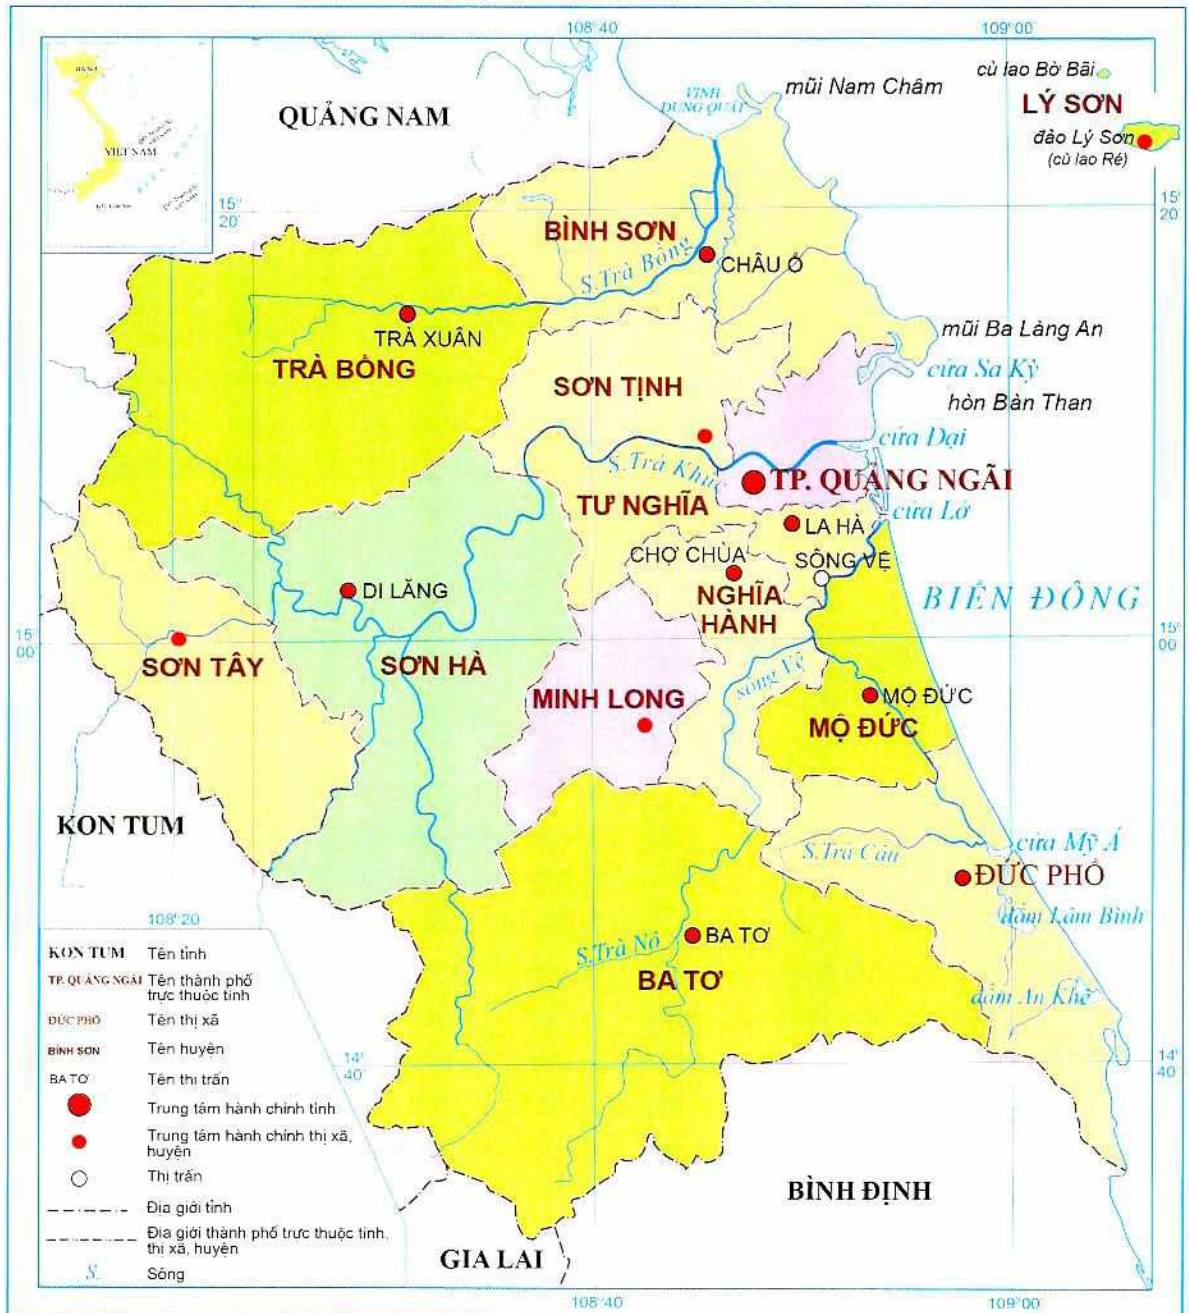 108°40'
109°00'
HÀ NỘI
VIỆT NAM
QUẢNG NAM
VỊNH
DUNG QUẤT
mũi Nam Châm
cù lao Bờ Bãi
LÝ SƠN
đảo Lý Sơn
(cù lao Ré)
15°
20'
15°
20'
BÌNH SƠN
S.Trà Bồng
CHÂU Ổ
TRÀ XUÂN
TRÀ BỒNG
mũi Ba Làng An
SƠN TỊNH
cửa Sa Kỳ
hòn Bàn Than
cửa Đại
S.Trà Khúc
TP. QUẢNG NGÃI
TƯ NGHĨA
cửa Lở
LA HÀ
CHỢ CHÙA
SÔNG VỆ
DI LĂNG
NGHĨA
HÀNH
BIỂN ĐÔNG
15°
00'
15°
00'
SƠN TÂY
SƠN HÀ
sông Vệ
MINH LONG
MỘ ĐỨC
MỘ ĐỨC
KON TUM
S.Trà Câu
cửa Mỹ Á
ĐỨC PHỔ
108°20'
đầm Lâm Bình
BA TƠ
S.Trà Nô
BA TƠ
đầm An Khê
14°
40'
14°
40'
KON TUM Tên tỉnh
TP. QUẢNG NGÃI Tên thành phố
trực thuộc tỉnh
ĐỨC PHỔ Tên thị xã
BÌNH SƠN Tên huyện
BA TƠ Tên thị trấn
Trung tâm hành chính tỉnh
Trung tâm hành chính thị xã,
huyện
Thị trấn
Địa giới tỉnh
Địa giới thành phố trực thuộc tỉnh,
thị xã, huyện
S. Sông
BÌNH ĐỊNH
GIA LAI
108°40'
109°00'